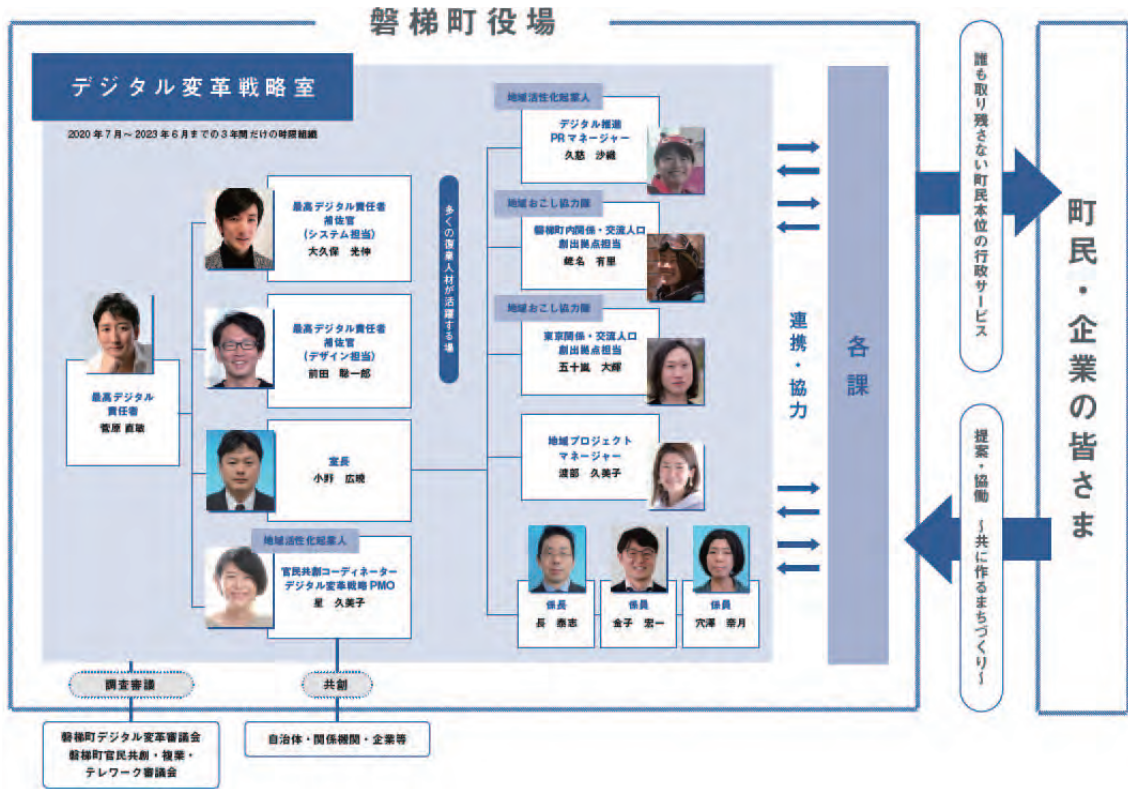 磐梯町役場
デジタル変革戦略室
2020年7月～2023年6月までの3年間だけの時限組織
最高デジタル
責任者
菅原 直敏
最高デジタル責任者
補佐官
(システム担当)
大久保 光伸
最高デジタル責任者
補佐官
(デザイン担当)
前田 聡一郎
室長
小野 広暁
地域活性化起業人
官民共創コーディネーター
デジタル変革戦略PMO
星 久美子
多くの複業人材が活躍する場
地域活性化起業人
デジタル推進
PRマネージャー
久慈 沙織
地域おこし協力隊
磐梯町内関係・交流人口
創出拠点担当
蛯名 有里
地域おこし協力隊
東京関係・交流人口
創出拠点担当
五十嵐 大輝
地域プロジェクト
マネージャー
渡部 久美子
係長
長 泰志
係員
金子 宏一
係員
穴澤 奈月
連携・協力
各課
誰も取り残さない町民本位の行政サービス
提案・協働 ～共に作るまちづくり～
町民・企業の皆さま
調査審議
磐梯町デジタル変革審議会
磐梯町官民共創・複業・
テレワーク審議会
共創
自治体・関係機関・企業等